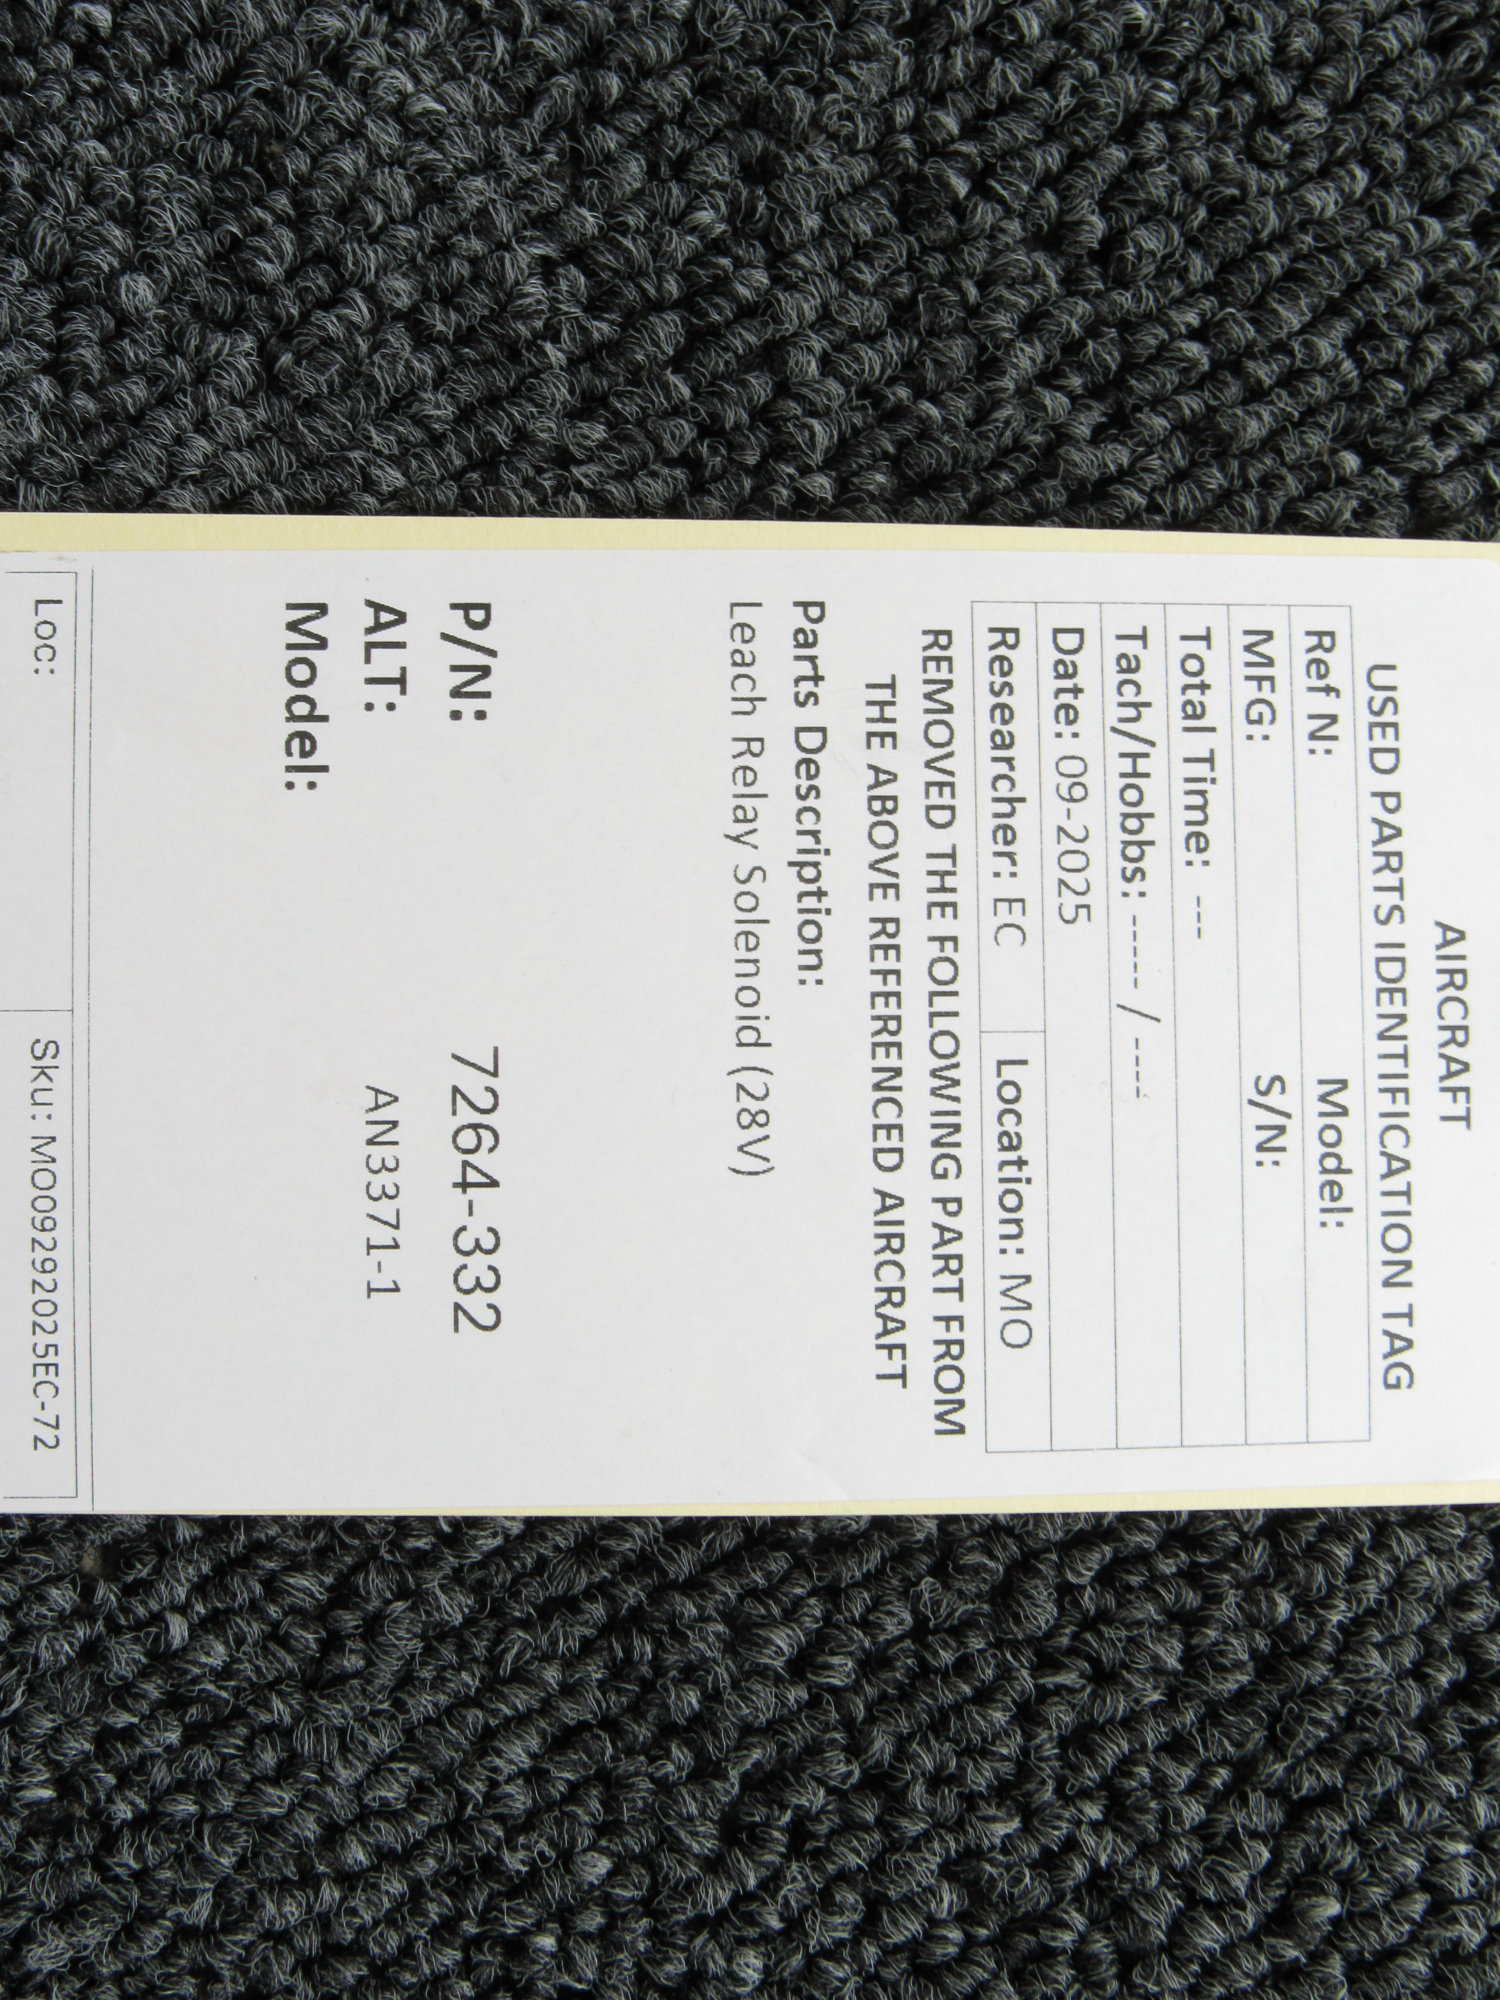 AIRCRAFT
USED PARTS IDENTIFICATION TAG
Ref N: Model:
MFG: S/N:
Total Time: ---
Tach/Hobbs: ----- / ----
Date: 09-2025
Researcher: EC Location: MO
REMOVED THE FOLLOWING PART FROM
THE ABOVE REFERENCED AIRCRAFT
Parts Description:
Leach Relay Solenoid (28V)
P/N: 7264-332
ALT: AN3371-1
Model:
Loc: Sku: MO09292025EC-72